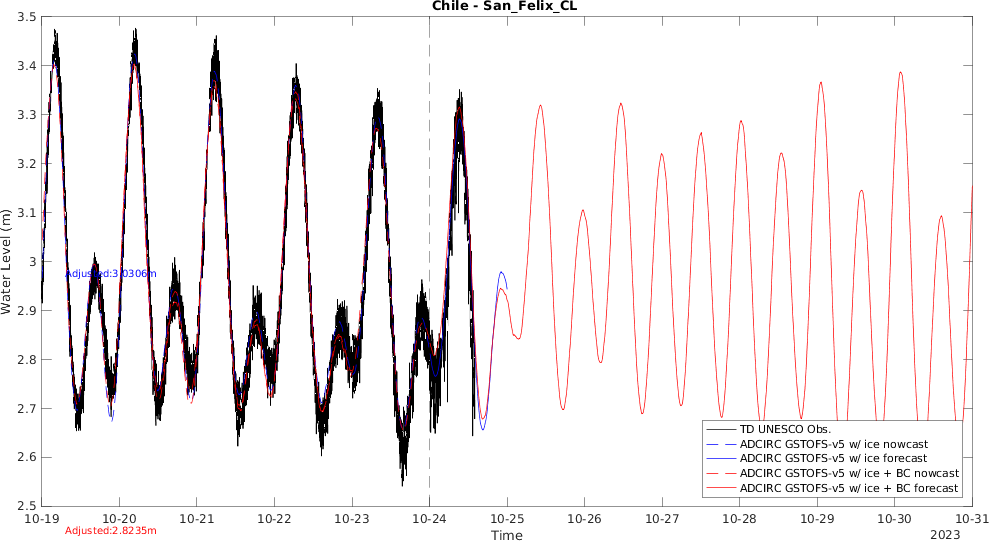 Chile - San_Felix_CL
3.5
3.4
3.3
3.2
3.1
3
2.9
2.8
2.7
2.6
2.5
Water Level (m)
Adjusted:3.0306m
TD UNESCO Obs.
ADCIRC GSTOFS-v5 w/ ice nowcast
ADCIRC GSTOFS-v5 w/ ice forecast
ADCIRC GSTOFS-v5 w/ ice + BC nowcast
ADCIRC GSTOFS-v5 w/ ice + BC forecast
10-19 10-20 10-21 10-22 10-23 10-24 10-25 10-26 10-27 10-28 10-29 10-30 10-31
Adjusted:2.8235m
Time
2023